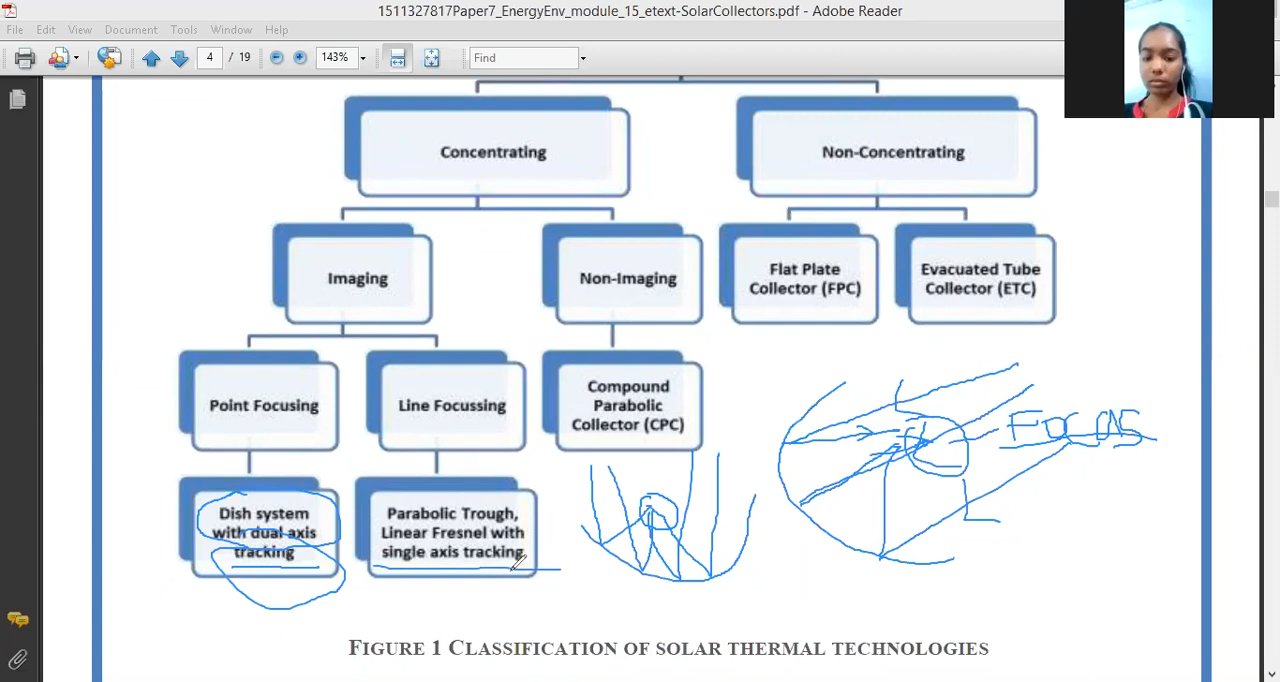 1511327817Paper7_EnergyEnv_module_15_etext-SolarCollectors.pdf - Adobe Reader
File Edit View Document Tools Window Help
4 / 19 143% Find
Concentrating
Non-Concentrating
Imaging
Non-Imaging
Flat Plate
Collector (FPC)
Evacuated Tube
Collector (ETC)
Point Focusing
Line Focussing
Compound
Parabolic
Collector (CPC)
FOCUS
Dish system
with dual axis
tracking
Parabolic Trough,
Linear Fresnel with
single axis tracking
FIGURE 1 CLASSIFICATION OF SOLAR THERMAL TECHNOLOGIES